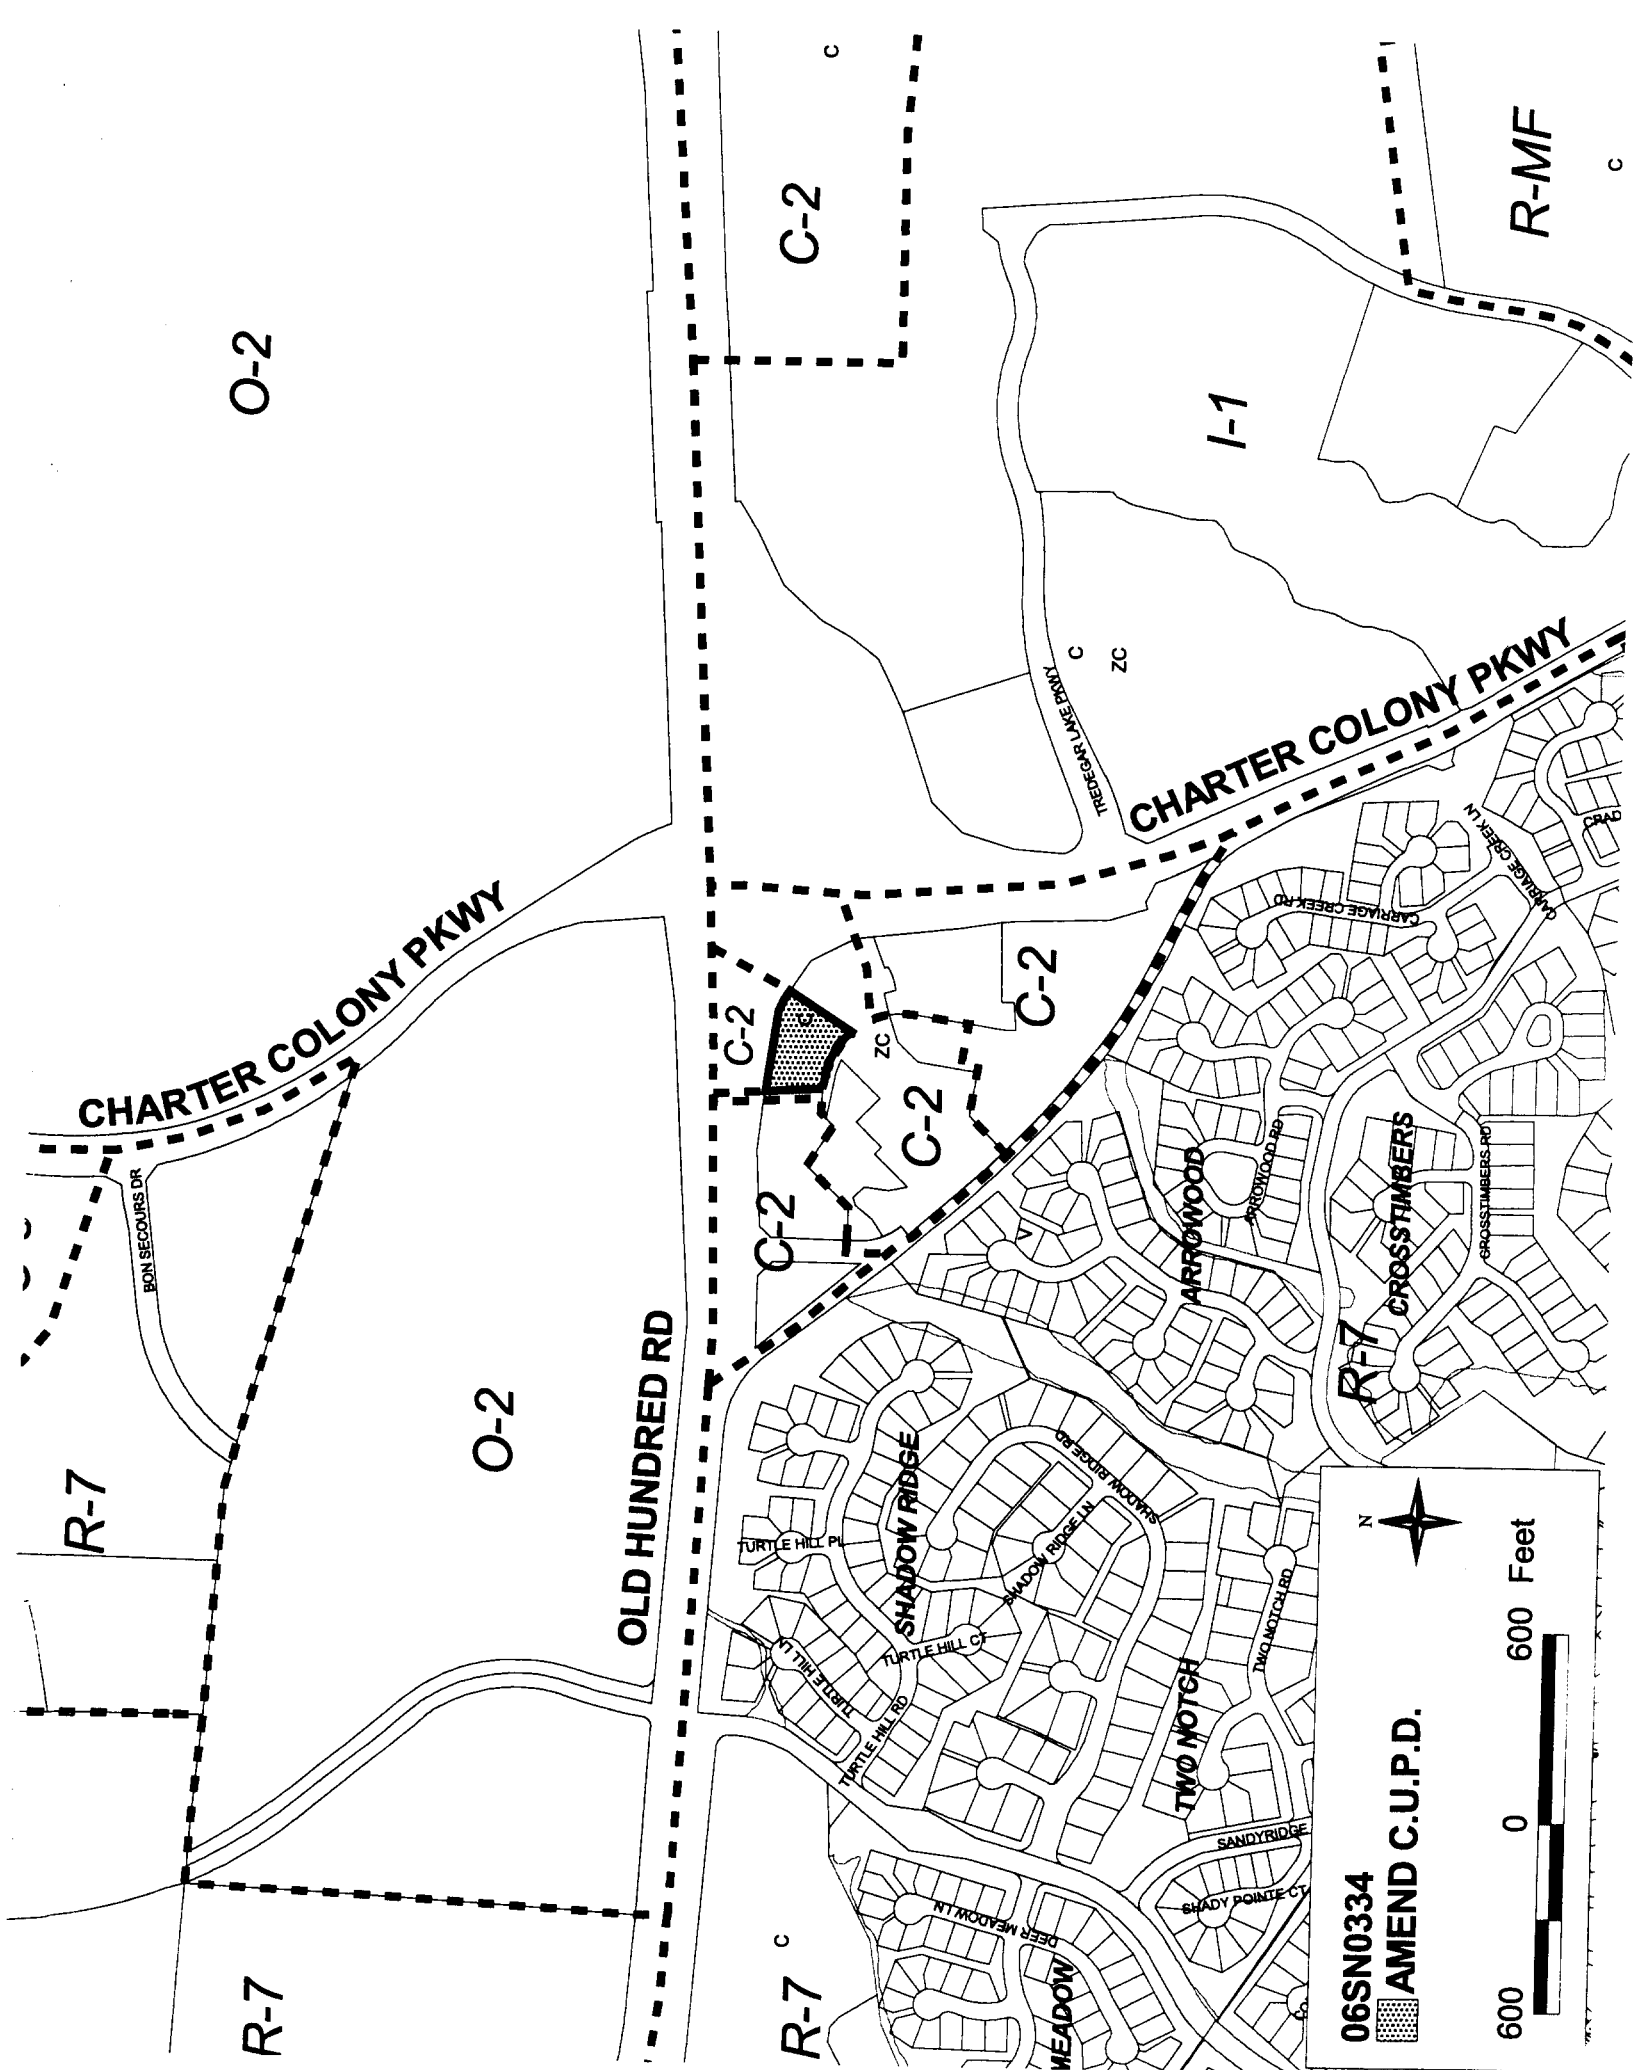 R-7
R-7
R-7
R-7
O-2
O-2
BON SECOURS DR
CHARTER COLONY PKWY
OLD HUNDRED RD
C-2
C
C-2
C-2
C
C-2
ZC
C-2
C
ZC
I-1
R-MF
C
TREDEGAR LAKE PKWY
CHARTER COLONY PKWY
CARRIAGE CREEK RD
CARRIAGE CREEK LN
CRAD
V
ARROWOOD
ARROWOOD RD
CROSSTIMBERS
CROSSTIMBERS RD
SHADOW RIDGE
SHADOW RIDGE RD
SHADOW RIDGE LN
TURTLE HILL PL
TURTLE HILL LN
TURTLE HILL CT
TURTLE HILL RD
TWO NOTCH
TWO NOTCH RD
SANDYRIDGE
SHADY POINTE CT
DEER MEADOW LN
MEADOW
C
06SN0334
AMEND C.U.P.D.
N
600 0 600 Feet